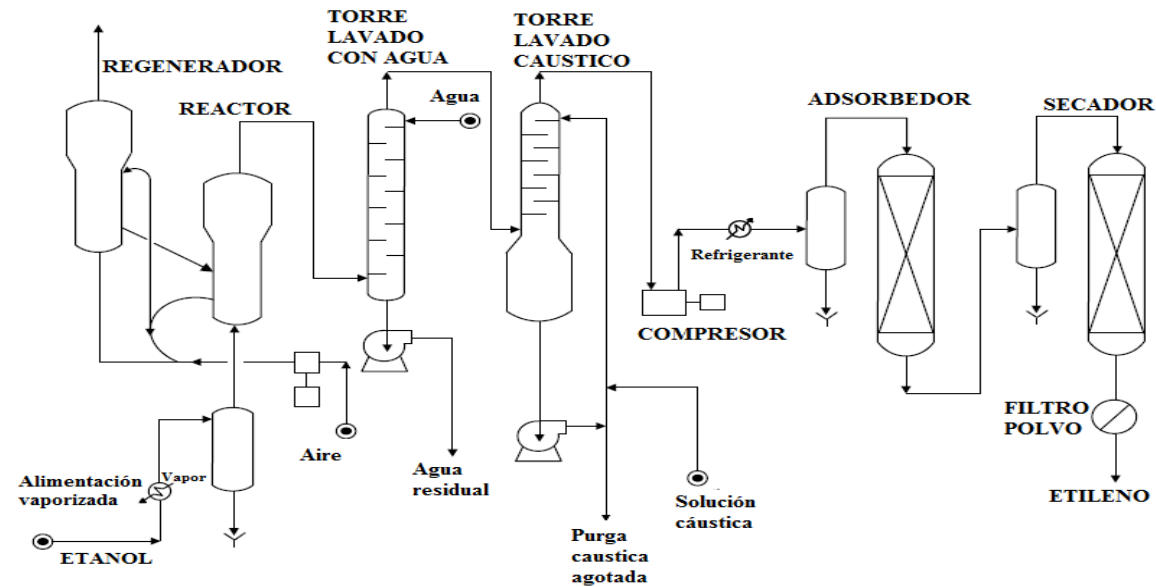 TORRE
LAVADO
CON AGUA
TORRE
LAVADO
CAUSTICO
REGENERADOR
REACTOR
Agua
ADSORBEDOR
SECADOR
Refrigerante
COMPRESOR
FILTRO
POLVO
Aire
Alimentación
vaporizada
Vapor
Agua
residual
Solución
cáustica
ETILENO
ETANOL
Purga
caustica
agotada